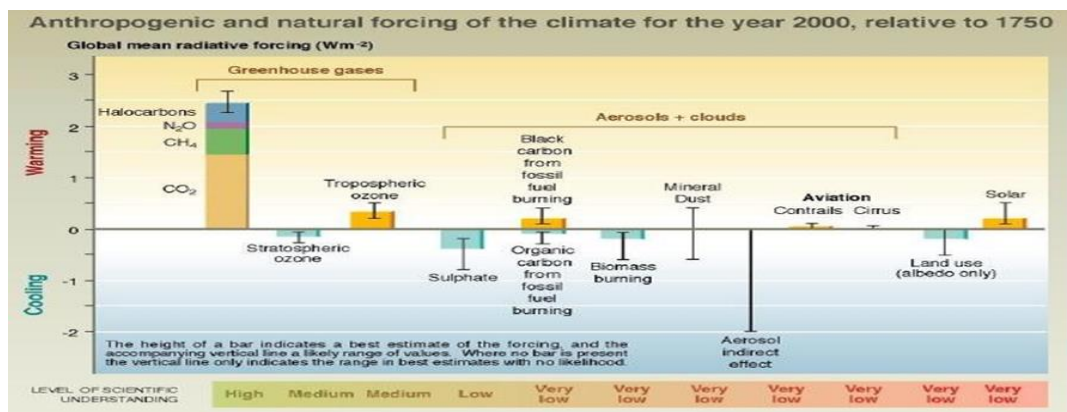 Anthropogenic and natural forcing of the climate for the year 2000, relative to 1750
Global mean radiative forcing (Wm-2)
3
2
1
0
-1
-2
Warming
Cooling
Greenhouse gases
Halocarbons
N2O
CH4
CO2
Stratospheric
ozone
Tropospheric
ozone
Aerosols + clouds
Sulphate
Black
carbon
from
fossil
fuel
burning
Organic
carbon
from
fossil
fuel
burning
Biomass
burning
Mineral
Dust
Aerosol
indirect
effect
Aviation
Contrails Cirrus
Land use
(albedo only)
Solar
The height of a bar indicates a best estimate of the forcing, and the
accompanying vertical line a likely range of values. Where no bar is present
the vertical line only indicates the range in best estimates with no likelihood.
LEVEL OF SCIENTIFIC
UNDERSTANDING
High Medium Medium Low Very low Very low Very low Very low Very low Very low Very low